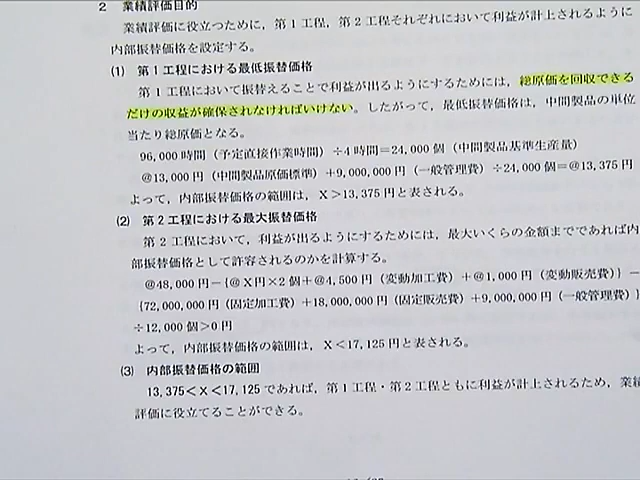 2　業績評価目的
業績評価に役立つために，第1工程，第2工程それぞれにおいて利益が計上されるように
内部振替価格を設定する。
(1)　第1工程における最低振替価格
第1工程において振替えることで利益が出るようにするためには，総原価を回収できる
だけの収益が確保されなければいけない。したがって，最低振替価格は，中間製品の単位
当たり総原価となる。
96,000時間（予定直接作業時間）÷4時間＝24,000個（中間製品基準生産量）
@13,000円（中間製品原価標準）＋9,000,000円（一般管理費）÷24,000個＝@13,375円
よって，内部振替価格の範囲は，X＞13,375円と表される。
(2)　第2工程における最大振替価格
第2工程において，利益が出るようにするためには，最大いくらの金額までであれば内
部振替価格として許容されるのかを計算する。
@48,000円－{@X円×2個＋@4,500円（変動加工費）＋@1,000円（変動販売費）}－
{72,000,000円（固定加工費）＋18,000,000円（固定販売費）＋9,000,000円（一般管理費）}
÷12,000個＞0円
よって，内部振替価格の範囲は，X＜17,125円と表される。
(3)　内部振替価格の範囲
13,375＜X＜17,125であれば，第1工程・第2工程ともに利益が計上されるため，業績
評価に役立てることができる。